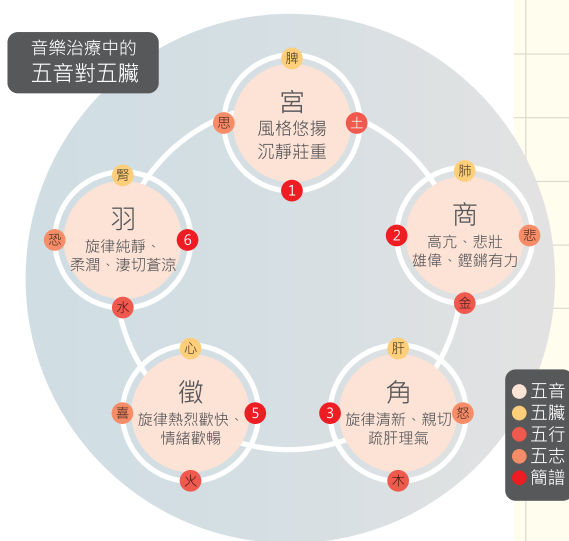 音樂治療中的
五音對五臟
脾
思
土
宮
風格悠揚
沉靜莊重
1
肺
2
悲
商
高亢、悲壯
雄偉、鏗鏘有力
金
肝
3
怒
角
旋律清新、親切
疏肝理氣
木
心
喜
5
徵
旋律熱烈歡快、
情緒歡暢
火
腎
恐
6
羽
旋律純靜、
柔潤、淒切蒼涼
水
五音
五臟
五行
五志
簡譜